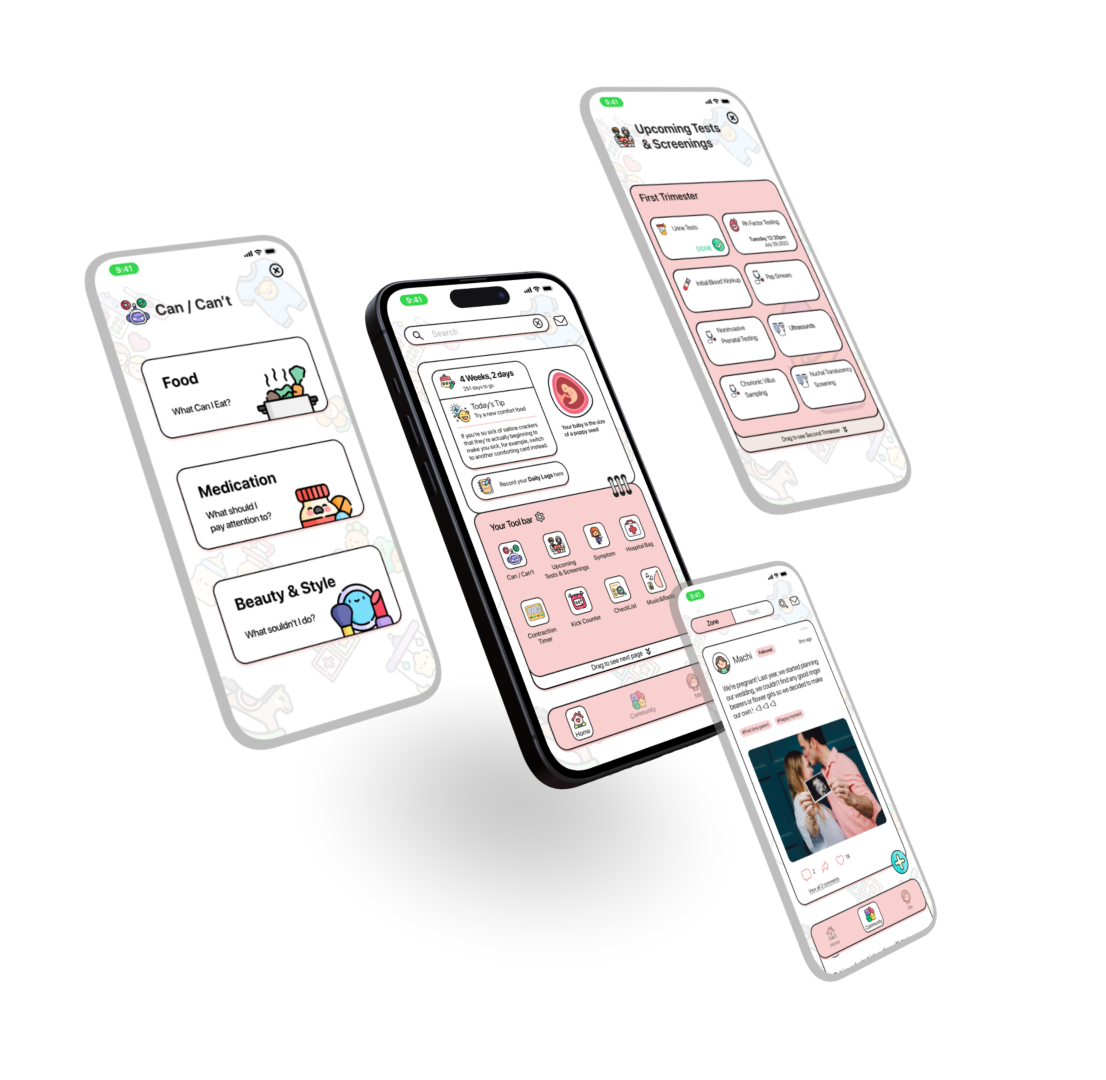 9:41
Can / Can't
Food
What Can I Eat?
Medication
What should I
pay attention to?
Beauty & Style
What souldn't I do?
9:41
Search
4 Weeks, 2 days
261 days to go
Today's Tip
Try a new comfort food
If you're so sick of saltine crackers
that they're actually beginning to
make you sick, for example, switch
to another comforting card instead.
Your baby is the size
of a poppy seed
Record your Daily Logs here
Your Tool bar
Can / Can't
Upcoming
Tests & Screenings
Symptom
Hospital Bag
Contraction
Timer
Kick Counter
CheckList
Music&Radio
Drag to see next page
Home
Community
9:41
Upcoming Tests
& Screenings
First Trimester
Urine Tests
DONE
Rh Factor Testing
Tuesday 12:30pm
July 29, 2023
Initial Blood Workup
Pap Smears
Noninvasive
Prenatal Testing
Ultrasounds
Chorionic Villus
Sampling
Nuchal Translucency
Screening
Drag to see Second Trimester
9:41
Zone
Topic
Machi
Followed
2hrs ago
We're pregnant! Last year, we started planning
our wedding, we couldn't find any good ringer
bearers or flower girls so we decided to make
our own !
#First time parent
#Happy moment
2
18
View all 2 comments
Home
Community